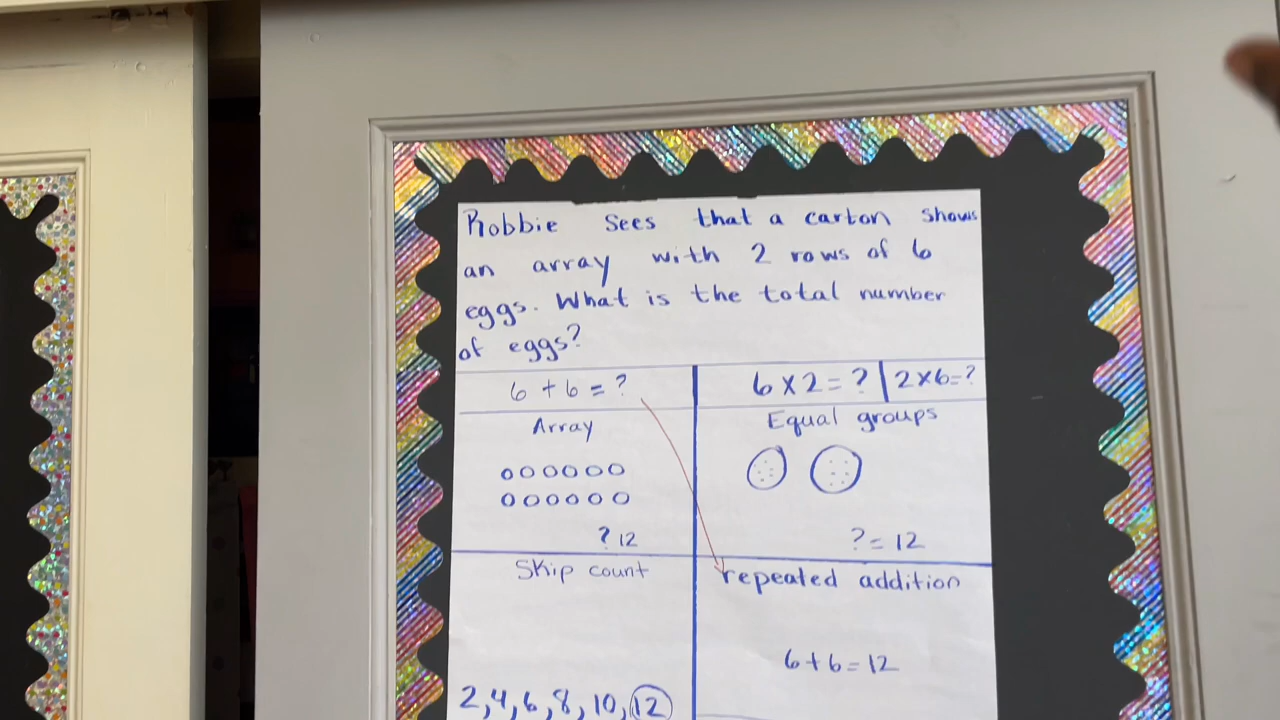 Robbie sees that a carton shows
an array with 2 rows of 6
eggs. What is the total number
of eggs?
6 + 6 = ?
6 x 2 = ? | 2x6=?
Array
? 12
Equal groups
? = 12
Skip count
2, 4, 6, 8, 10, 12
repeated addition
6 + 6 = 12